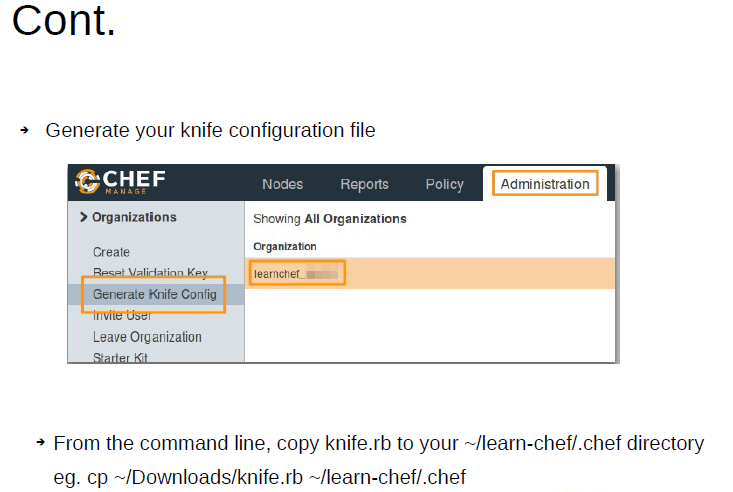 Cont.
Generate your knife configuration file
CHEF
MANAGE
Nodes Reports Policy Administration
Organizations
Showing All Organizations
Create
Organization
Reset Validation Key
learnchef_
Generate Knife Config
Invite User
Leave Organization
Starter Kit
From the command line, copy knife.rb to your ~/learn-chef/.chef directory
eg. cp ~/Downloads/knife.rb ~/learn-chef/.chef